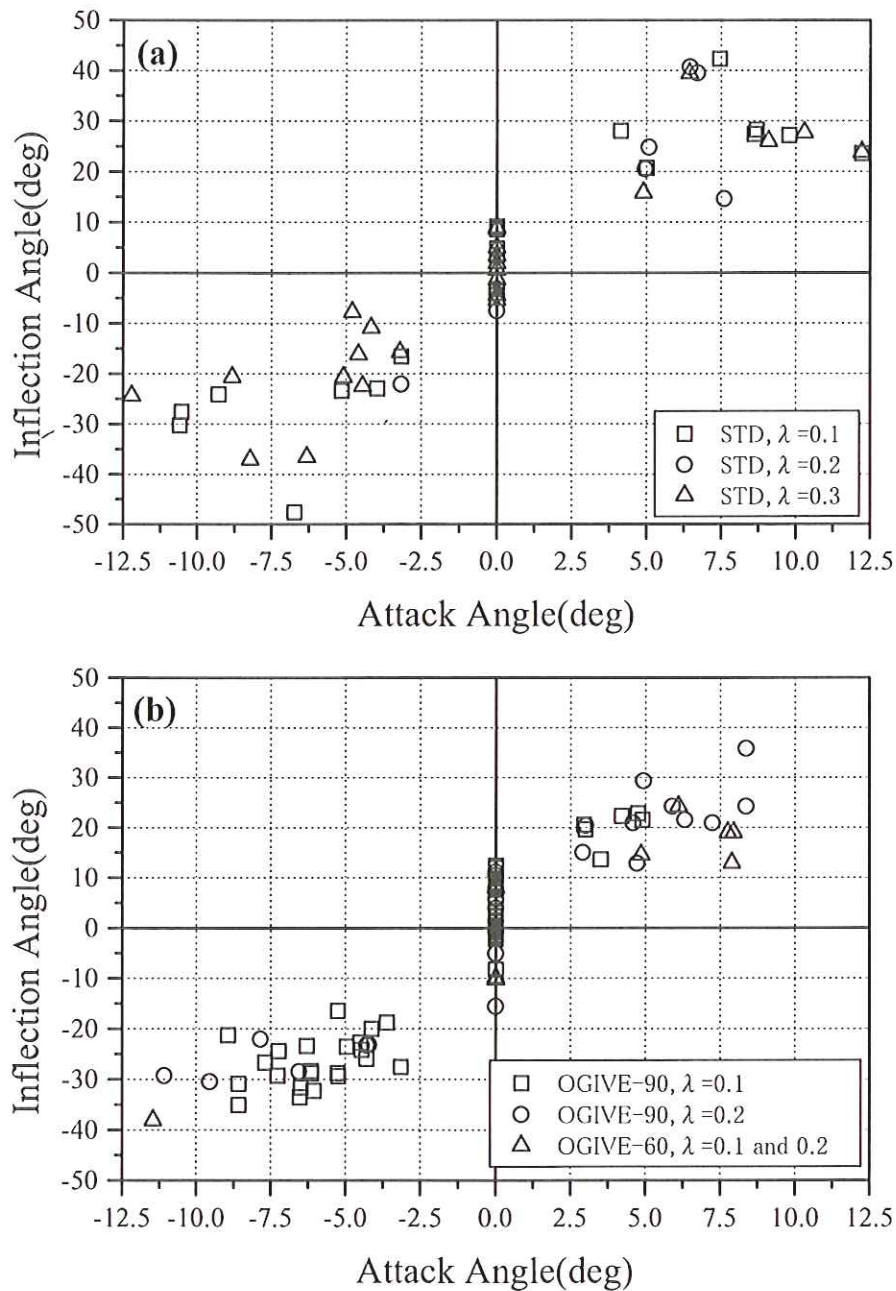 50
40
30
20
10
0
-10
-20
-30
-40
-50
Inflection Angle(deg)
(a)
STD, λ =0.1
STD, λ =0.2
STD, λ =0.3
-12.5 -10.0 -7.5 -5.0 -2.5 0.0 2.5 5.0 7.5 10.0 12.5
Attack Angle(deg)
50
40
30
20
10
0
-10
-20
-30
-40
-50
Inflection Angle(deg)
(b)
OGIVE-90, λ =0.1
OGIVE-90, λ =0.2
OGIVE-60, λ =0.1 and 0.2
-12.5 -10.0 -7.5 -5.0 -2.5 0.0 2.5 5.0 7.5 10.0 12.5
Attack Angle(deg)